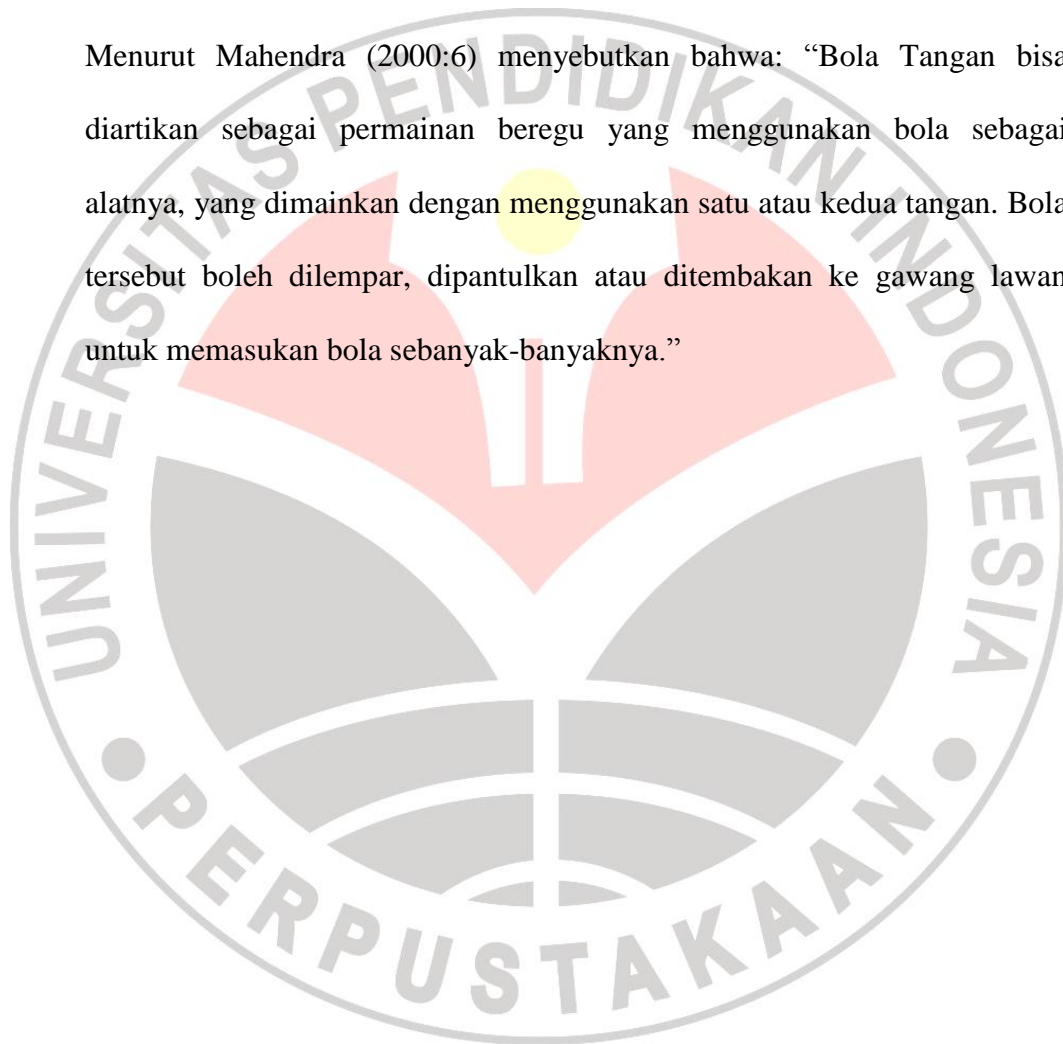 Menurut Mahendra (2000:6) menyebutkan bahwa: “Bola Tangan bisa
diartikan sebagai permainan beregu yang menggunakan bola sebagai
alatnya, yang dimainkan dengan menggunakan satu atau kedua tangan. Bola
tersebut boleh dilempar, dipantulkan atau ditembakan ke gawang lawan
untuk memasukan bola sebanyak-banyaknya.”
UNIVERSITAS PENDIDIKAN INDONESIA
PERPUSTAKAAN